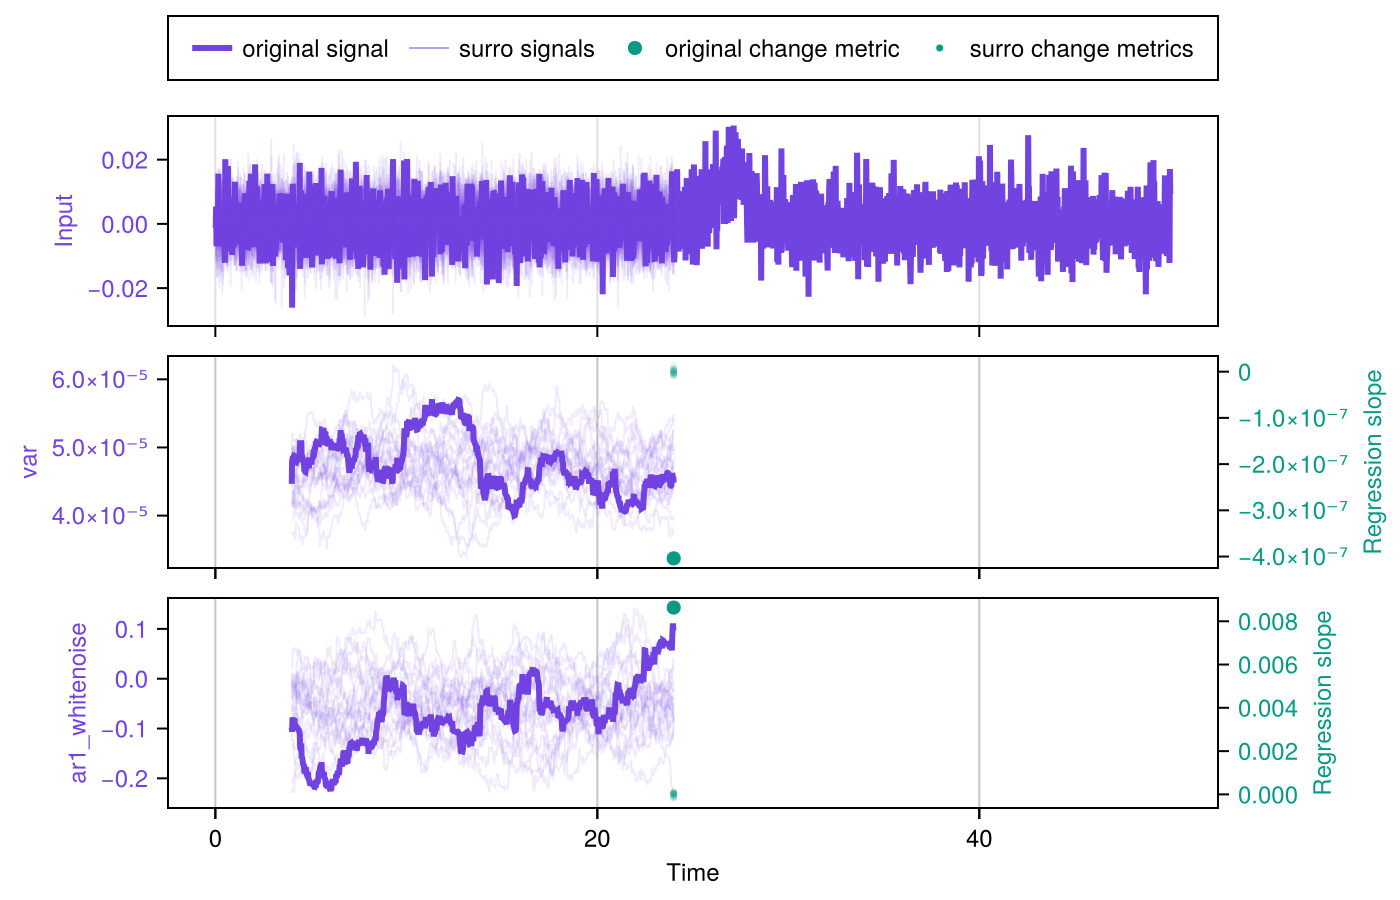 original signal surro signals original change metric surro change metrics
Input
0.02
0.00
−0.02
var
6.0×10⁻⁵
5.0×10⁻⁵
4.0×10⁻⁵
0
−1.0×10⁻⁷
−2.0×10⁻⁷
−3.0×10⁻⁷
−4.0×10⁻⁷
Regression slope
ar1_whitenoise
0.1
0.0
−0.1
−0.2
0.008
0.006
0.004
0.002
0.000
Regression slope
0 20 40
Time